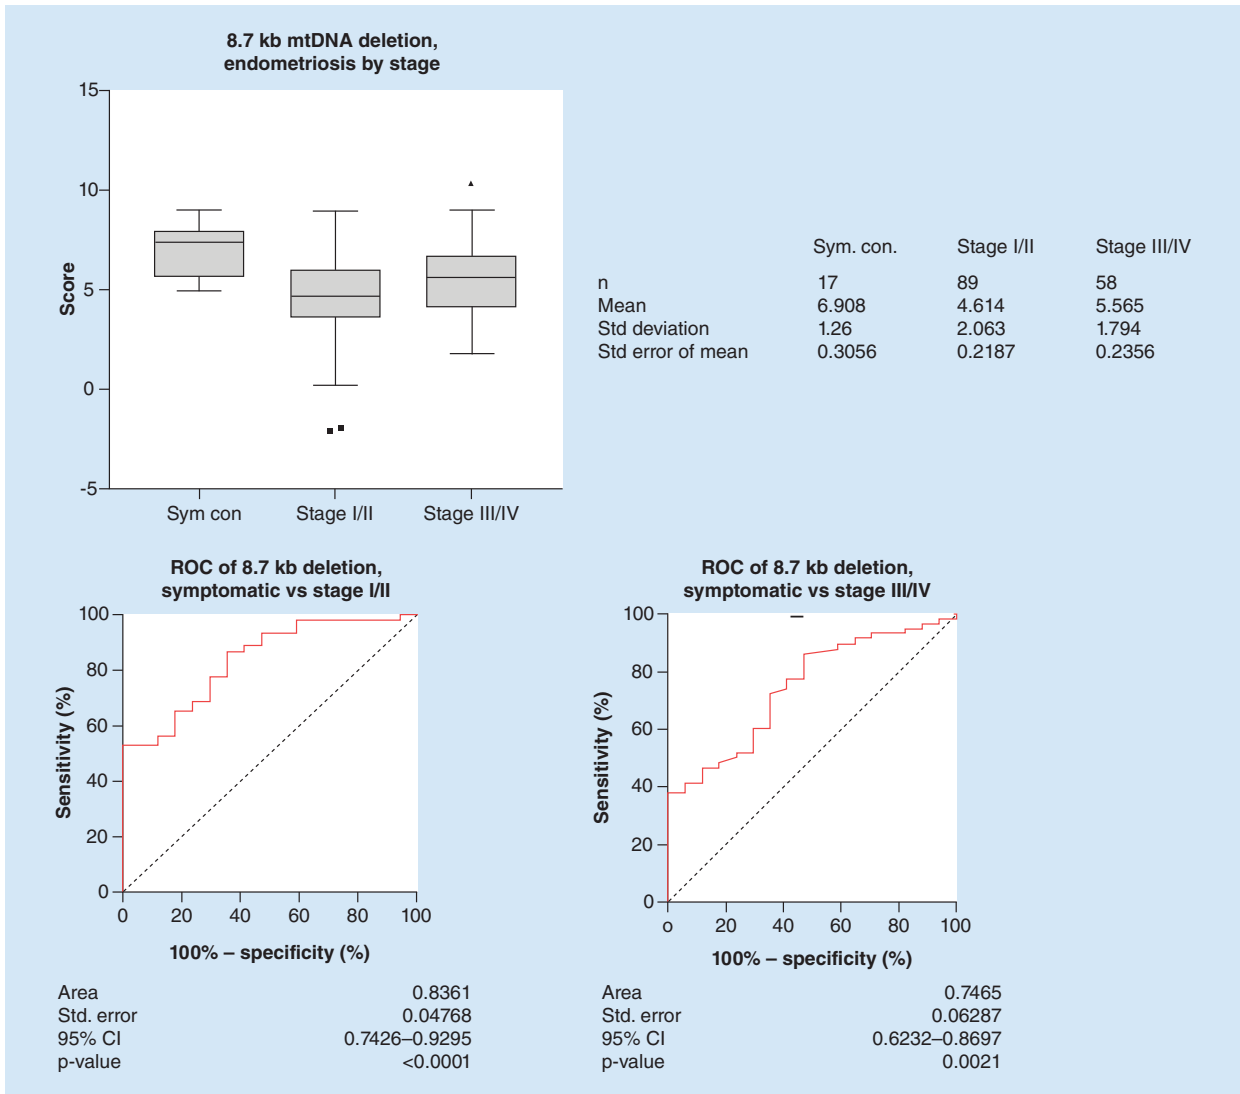 8.7 kb mtDNA deletion,
endometriosis by stage
15
10
5
0
-5
Score
Sym con Stage I/II Stage III/IV
Sym. con. Stage I/II Stage III/IV
n 17 89 58
Mean 6.908 4.614 5.565
Std deviation 1.26 2.063 1.794
Std error of mean 0.3056 0.2187 0.2356
ROC of 8.7 kb deletion,
symptomatic vs stage I/II
100
80
60
40
20
0
Sensitivity (%)
0 20 40 60 80 100
100% – specificity (%)
Area 0.8361
Std. error 0.04768
95% CI 0.7426–0.9295
p-value <0.0001
ROC of 8.7 kb deletion,
symptomatic vs stage III/IV
100
80
60
40
20
0
Sensitivity (%)
o 20 40 60 80 100
100% – specificity (%)
Area 0.7465
Std. error 0.06287
95% CI 0.6232–0.8697
p-value 0.0021